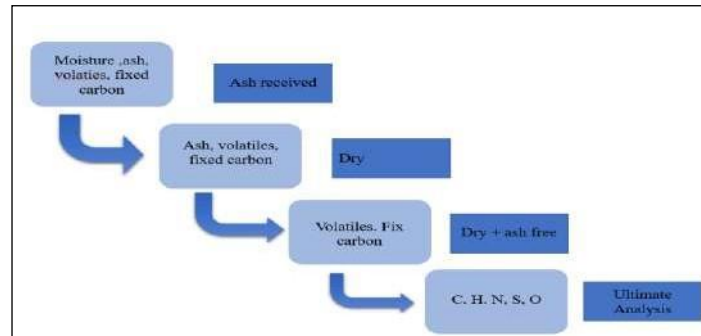 Moisture ,ash,
volaties, fixed
carbon
Ash received
Ash, volatiles,
fixed carbon
Dry
Volatiles. Fix
carbon
Dry + ash free
C. H. N, S, O
Ultimate
Analysis